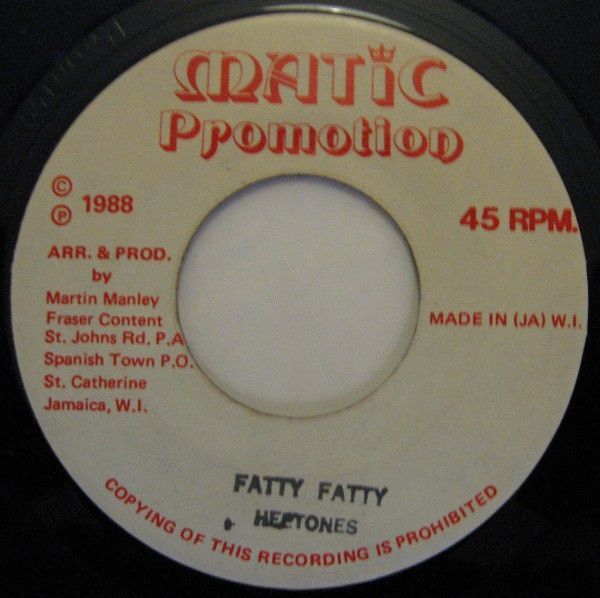 MATIC
Promotion
© 1988
℗
45 RPM.
ARR. & PROD.
by
Martin Manley
Fraser Content
St. Johns Rd. P.A
Spanish Town P.O.
St. Catherine
Jamaica, W.I.
MADE IN (JA) W.I.
FATTY FATTY
HEPTONES
COPYING OF THIS RECORDING IS PROHIBITED